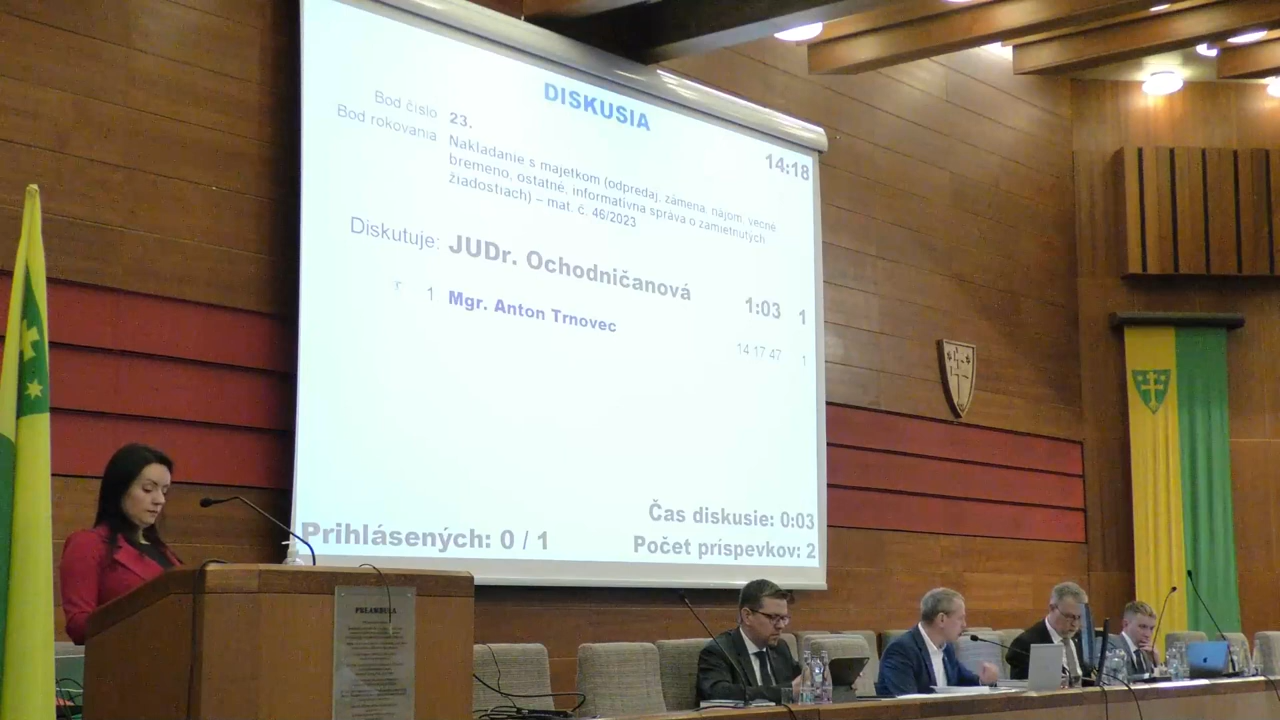 DISKUSIA
14:18
Bod číslo 23.
Bod rokovania Nakladanie s majetkom (odpredaj, zámena, nájom, vecné
bremeno, ostatné, informatívna správa o zamietnutých
žiadostiach) – mat. č. 46/2023
Diskutuje: JUDr. Ochodničanová 1:03 1
1 Mgr. Anton Trnovec 14 17 47 1
Čas diskusie: 0:03
Prihlásených: 0 / 1
Počet príspevkov: 2
PREAMBULA